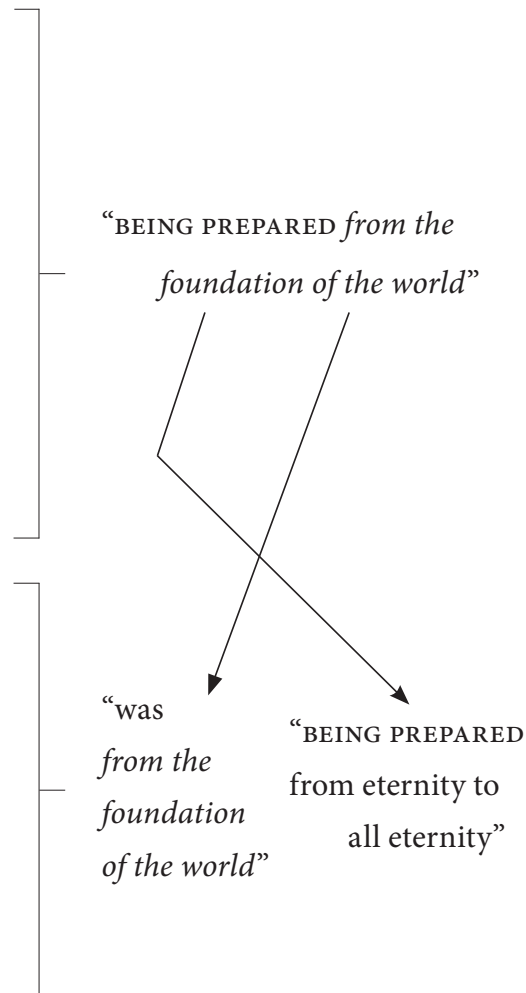 “BEING PREPARED from the
foundation of the world”
“was
from the
foundation
of the world”
“BEING PREPARED
from eternity to
all eternity”